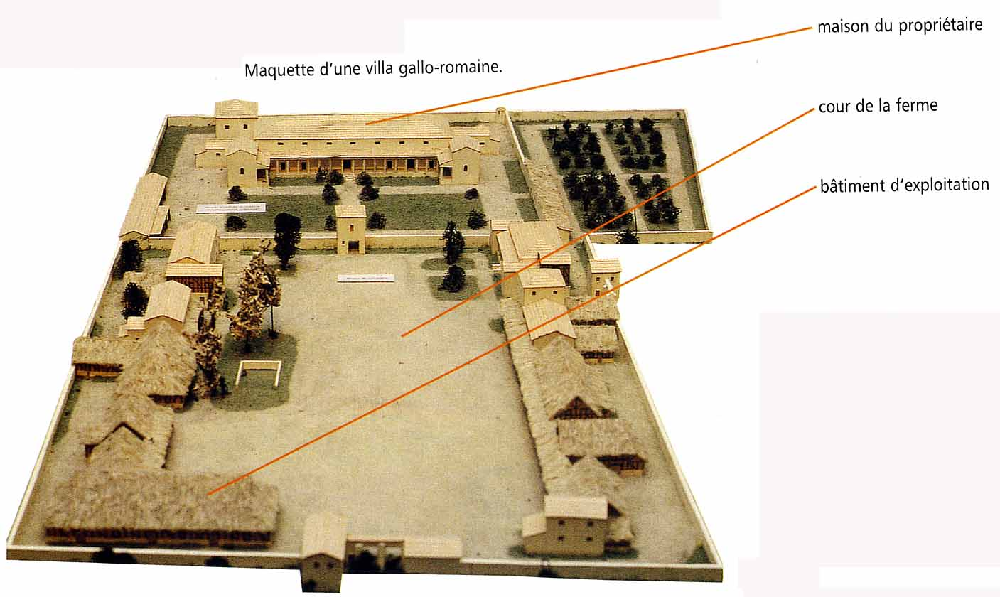 maison du propriétaire
Maquette d'une villa gallo-romaine.
cour de la ferme
bâtiment d'exploitation